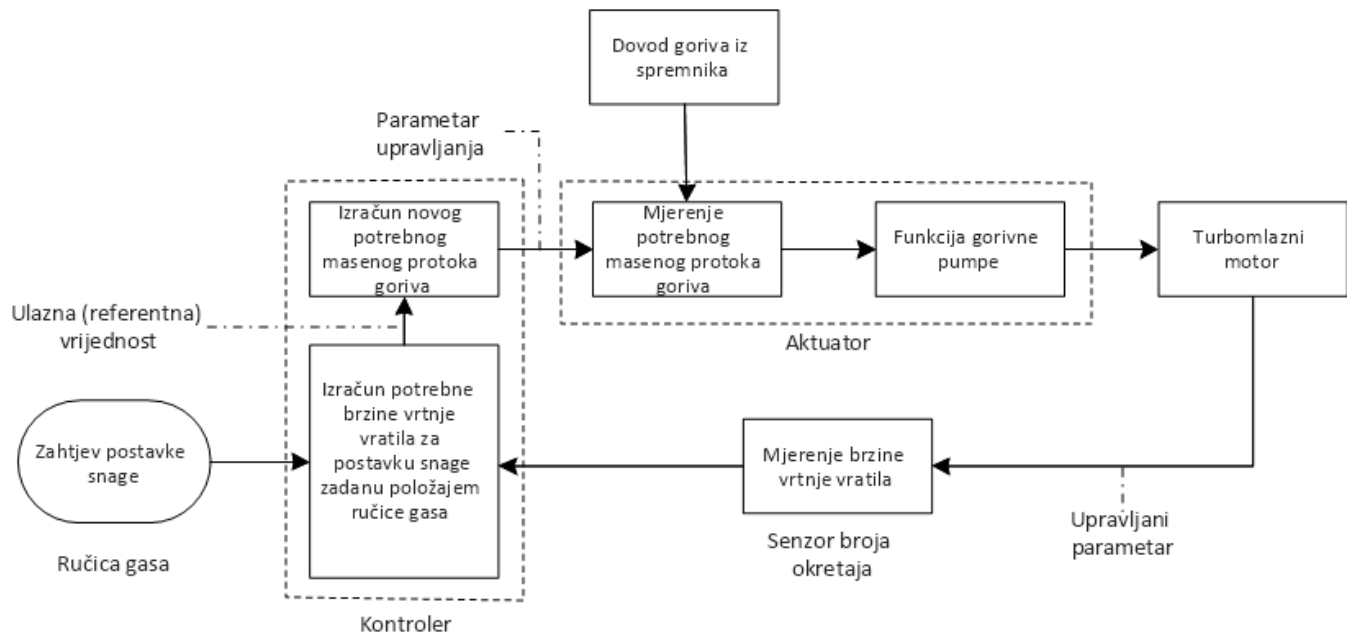 Dovod goriva iz
spremnika
Parametar
upravljanja
Izračun novog
potrebnog
masenog protoka
goriva
Mjerenje
potrebnog
masenog protoka
goriva
Funkcija gorivne
pumpe
Turbomlazni
motor
Ulazna (referentna)
vrijednost
Aktuator
Izračun potrebne
brzine vrtnje
vratila za
postavku snage
zadanu položajem
ručice gasa
Zahtjev postavke
snage
Mjerenje brzine
vrtnje vratila
Upravljani
parametar
Senzor broja
okretaja
Ručica gasa
Kontroler